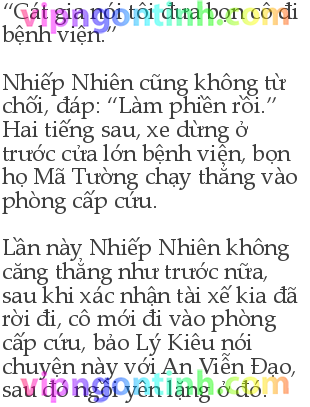 “Cát gia nói tôi đưa bọn cô đi
bệnh viện.”
Nhiếp Nhiên cũng không từ
chối, đáp: “Làm phiền rồi.”
Hai tiếng sau, xe dừng ở
trước cửa lớn bệnh viện, bọn
họ Mã Tường chạy thẳng vào
phòng cấp cứu.
Lần này Nhiếp Nhiên không
căng thẳng như trước nữa,
sau khi xác nhận tài xế kia đã
rời đi, cô mới đi vào phòng
cấp cứu, bảo Lý Kiêu nói
chuyện này với An Viễn Đạo,
sau đó ngồi yên lặng ở đó.
vipngontinh.com
vipngontinh.com